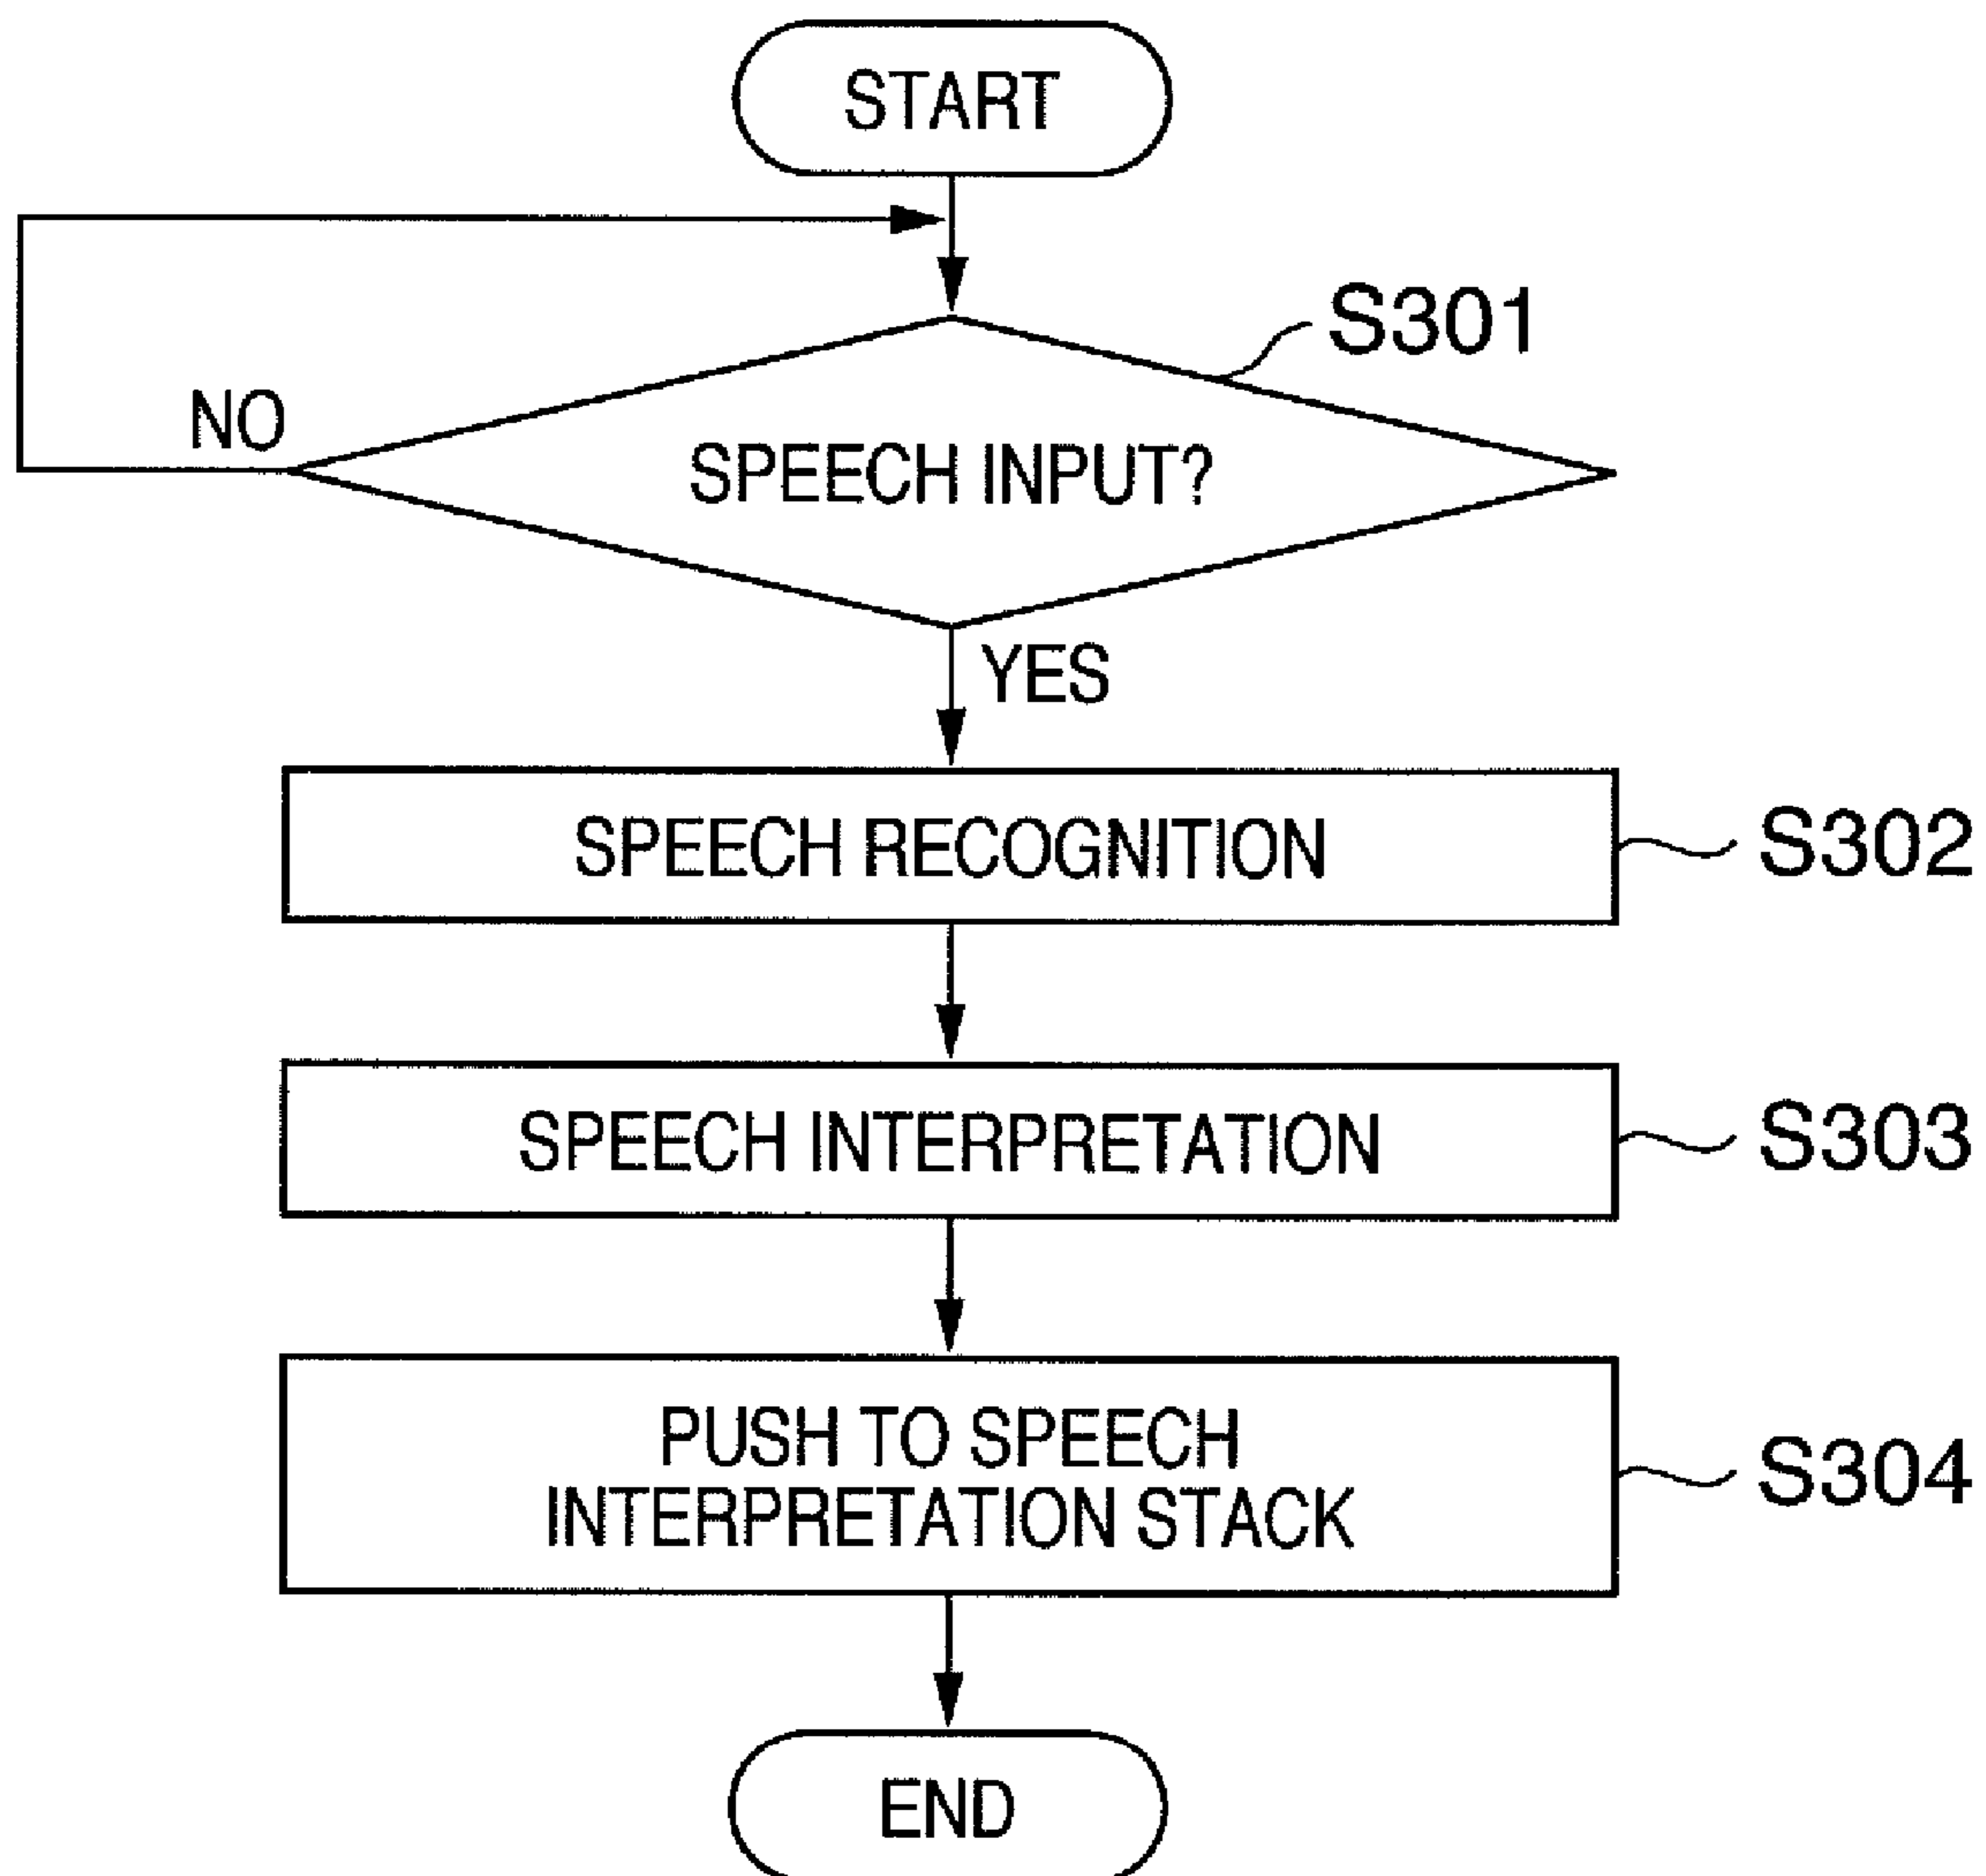 START
S301
NO
SPEECH INPUT?
YES
SPEECH RECOGNITION
S302
SPEECH INTERPRETATION
S303
PUSH TO SPEECH
INTERPRETATION STACK
S304
END